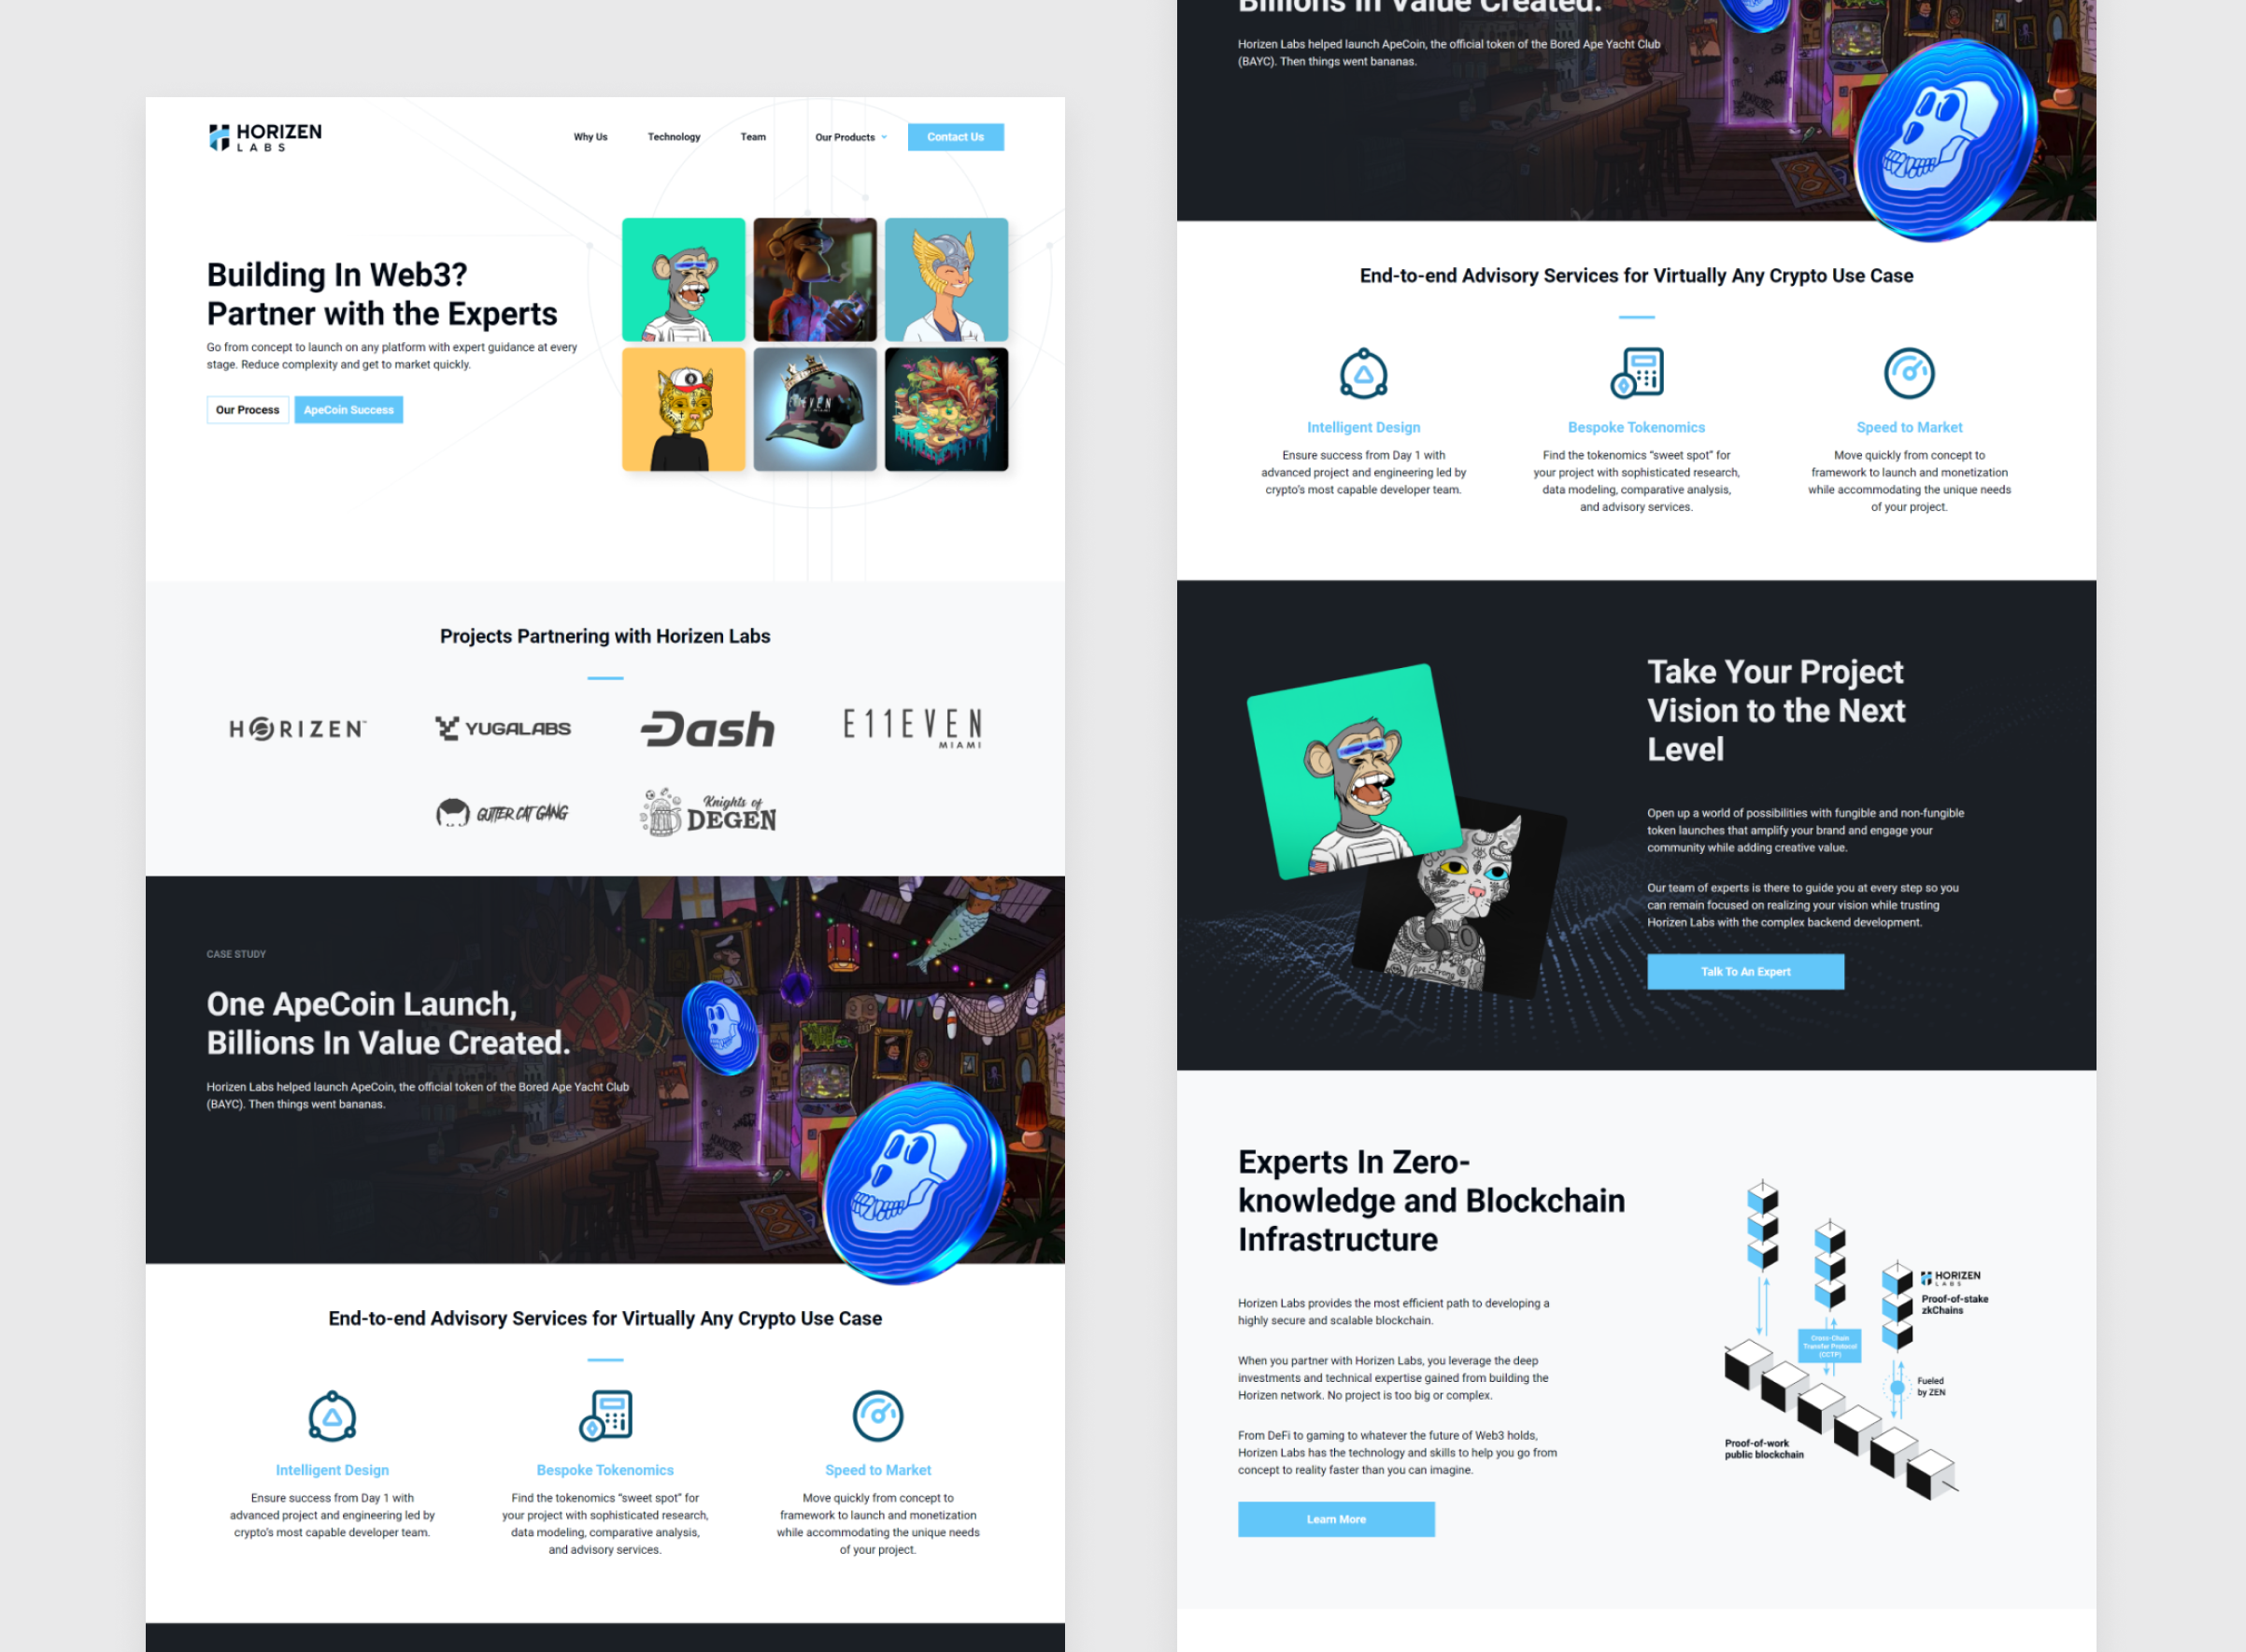 HORIZEN
LABS
Why Us
Technology
Team
Our Products
Contact Us
Building In Web3?
Partner with the Experts
Go from concept to launch on any platform with expert guidance at every
stage. Reduce complexity and get to market quickly.
Our Process
ApeCoin Success
E11EVEN
Projects Partnering with Horizen Labs
HORIZEN
YUGALABS
Dash
E11EVEN
MIAMI
GUTTER CAT GANG
Knights of
DEGEN
CASE STUDY
One ApeCoin Launch,
Billions In Value Created.
Horizen Labs helped launch ApeCoin, the official token of the Bored Ape Yacht Club
(BAYC). Then things went bananas.
End-to-end Advisory Services for Virtually Any Crypto Use Case
Intelligent Design
Ensure success from Day 1 with
advanced project and engineering led by
crypto's most capable developer team.
Bespoke Tokenomics
Find the tokenomics “sweet spot” for
your project with sophisticated research,
data modeling, comparative analysis,
and advisory services.
Speed to Market
Move quickly from concept to
framework to launch and monetization
while accommodating the unique needs
of your project.
Billions In Value Created.
Horizen Labs helped launch ApeCoin, the official token of the Bored Ape Yacht Club
(BAYC). Then things went bananas.
End-to-end Advisory Services for Virtually Any Crypto Use Case
Intelligent Design
Ensure success from Day 1 with
advanced project and engineering led by
crypto's most capable developer team.
Bespoke Tokenomics
Find the tokenomics “sweet spot” for
your project with sophisticated research,
data modeling, comparative analysis,
and advisory services.
Speed to Market
Move quickly from concept to
framework to launch and monetization
while accommodating the unique needs
of your project.
Take Your Project
Vision to the Next
Level
Open up a world of possibilities with fungible and non-fungible
token launches that amplify your brand and engage your
community while adding creative value.
Our team of experts is there to guide you at every step so you
can remain focused on realizing your vision while trusting
Horizen Labs with the complex backend development.
Talk To An Expert
Experts In Zero-
knowledge and Blockchain
Infrastructure
Horizen Labs provides the most efficient path to developing a
highly secure and scalable blockchain.
When you partner with Horizen Labs, you leverage the deep
investments and technical expertise gained from building the
Horizen network. No project is too big or complex.
From DeFi to gaming to whatever the future of Web3 holds,
Horizen Labs has the technology and skills to help you go from
concept to reality faster than you can imagine.
Learn More
HORIZEN
LABS
Proof-of-stake
zkChains
Cross-Chain
Transfer Protocol
(CCTP)
Fueled
by ZEN
Proof-of-work
public blockchain